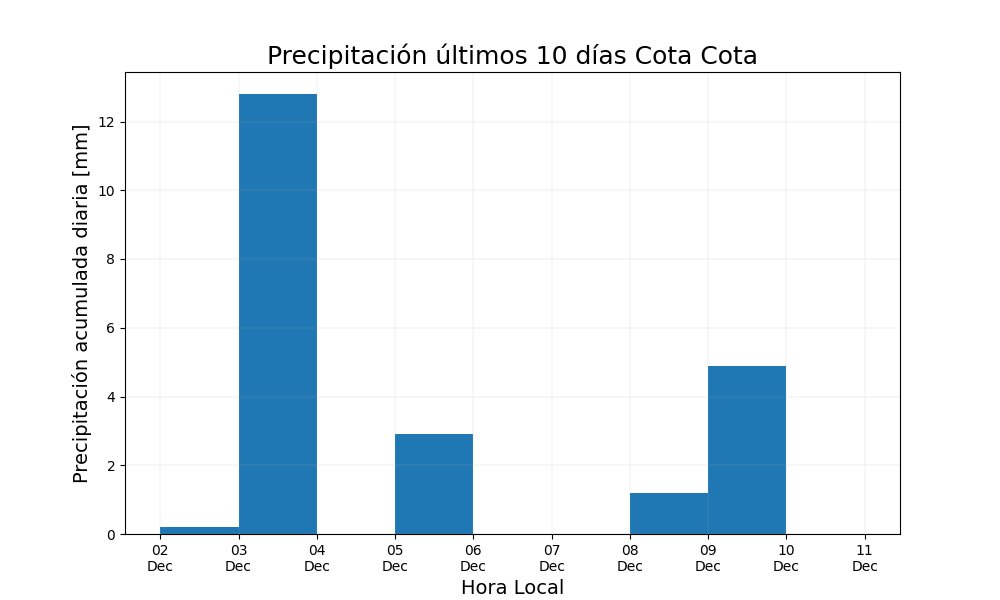 Precipitación últimos 10 días Cota Cota
Precipitación acumulada diaria [mm]
12
10
8
6
4
2
0
02 03 04 05 06 07 08 09 10 11
Dec Dec Dec Dec Dec Dec Dec Dec Dec Dec
Hora Local